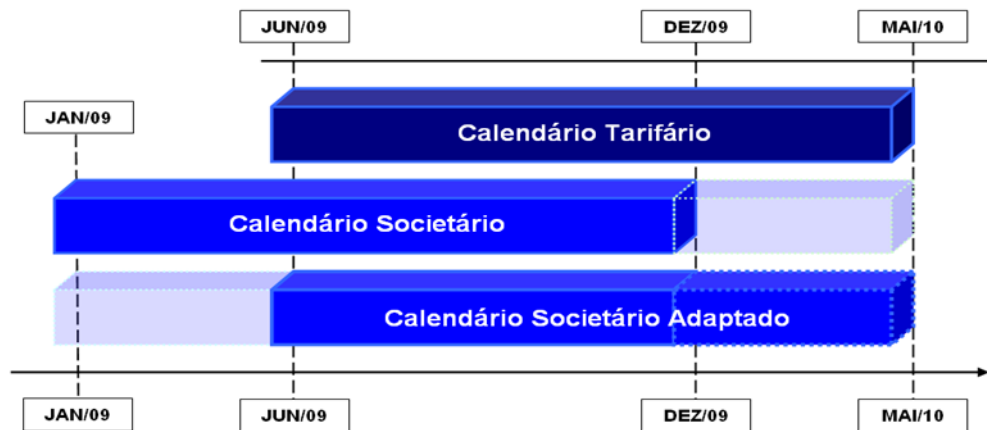 JUN/09
DEZ/09
MAI/10
JAN/09
Calendário Tarifário
Calendário Societário
Calendário Societário Adaptado
JAN/09
JUN/09
DEZ/09
MAI/10